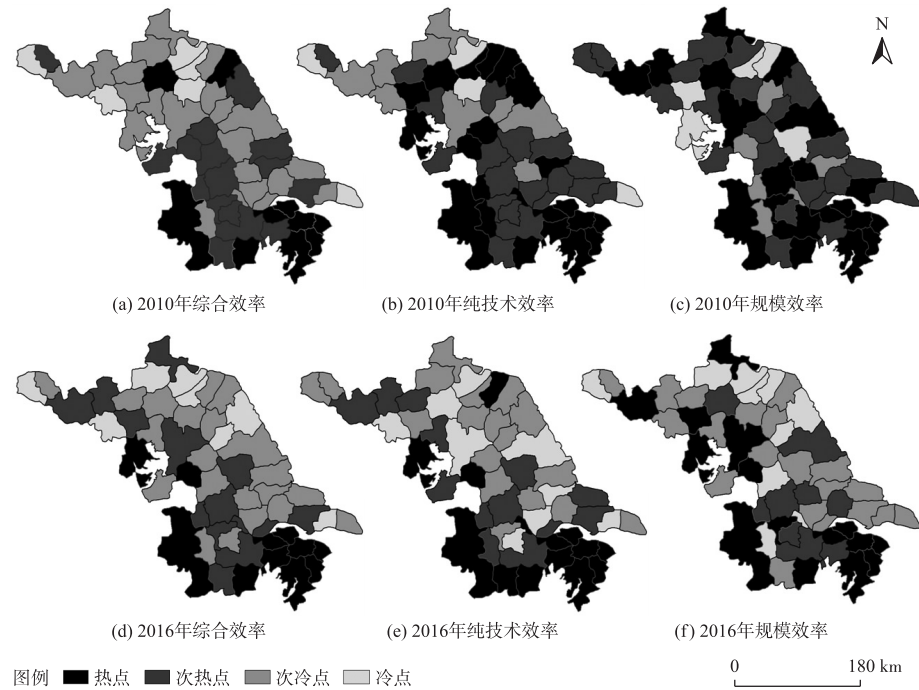 N
(a) 2010年综合效率
(b) 2010年纯技术效率
(c) 2010年规模效率
(d) 2016年综合效率
(e) 2016年纯技术效率
(f) 2016年规模效率
图例 热点 次热点 次冷点 冷点
0 180 km